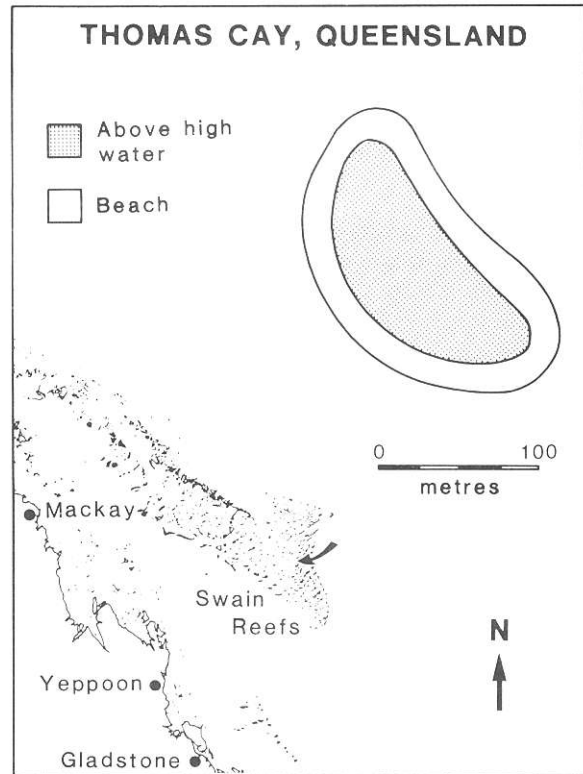 THOMAS CAY, QUEENSLAND
Above high
water
Beach
0 100
metres
Mackay
Swain
Reefs
N
Yeppoon
Gladstone